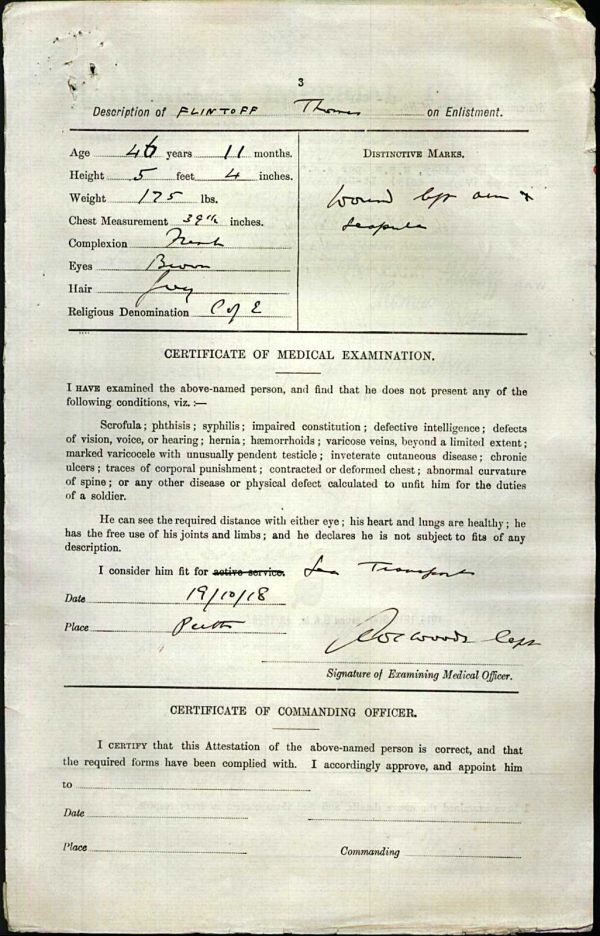 3
Description of FLINTOFF Thomas on Enlistment.
Age 46 years 11 months.
Height 5 feet 4 inches.
Weight 175 lbs.
Chest Measurement 39 inches.
Complexion Fresh
Eyes Brown
Hair Grey
Religious Denomination C of E
DISTINCTIVE MARKS.
Wound left arm &
scapula
CERTIFICATE OF MEDICAL EXAMINATION.
I HAVE examined the above-named person, and find that he does not present any of the
following conditions, viz. :—
Scrofula; phthisis; syphilis; impaired constitution; defective intelligence; defects
of vision, voice, or hearing; hernia; hæmorrhoids; varicose veins, beyond a limited extent;
marked varicocele with unusually pendent testicle; inveterate cutaneous disease; chronic
ulcers; traces of corporal punishment; contracted or deformed chest; abnormal curvature
of spine; or any other disease or physical defect calculated to unfit him for the duties
of a soldier.
He can see the required distance with either eye; his heart and lungs are healthy; he
has the free use of his joints and limbs; and he declares he is not subject to fits of any
description.
I consider him fit for active service. Sea Transport
Date 19/10/18
Place Perth
Capt
Signature of Examining Medical Officer.
CERTIFICATE OF COMMANDING OFFICER.
I CERTIFY that this Attestation of the above-named person is correct, and that
the required forms have been complied with. I accordingly approve, and appoint him
to
Date
Place
Commanding